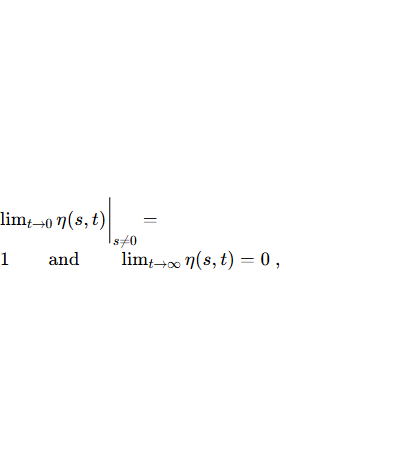 lim_{t→0} η(s, t)|_{s≠0} =
1 and lim_{t→∞} η(s, t) = 0 ,